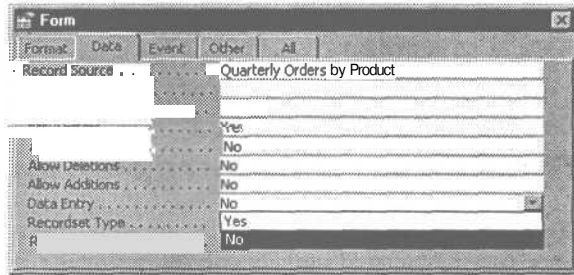 Form
Format Data Event Other All
Record Source . . . . . . . Quarterly Orders by Product
Yes
No
Allow Deletions . . . . . . . No
Allow Additions . . . . . . . No
Data Entry . . . . . . . . . . No
Recordset Type . . . . . . . Yes
R No